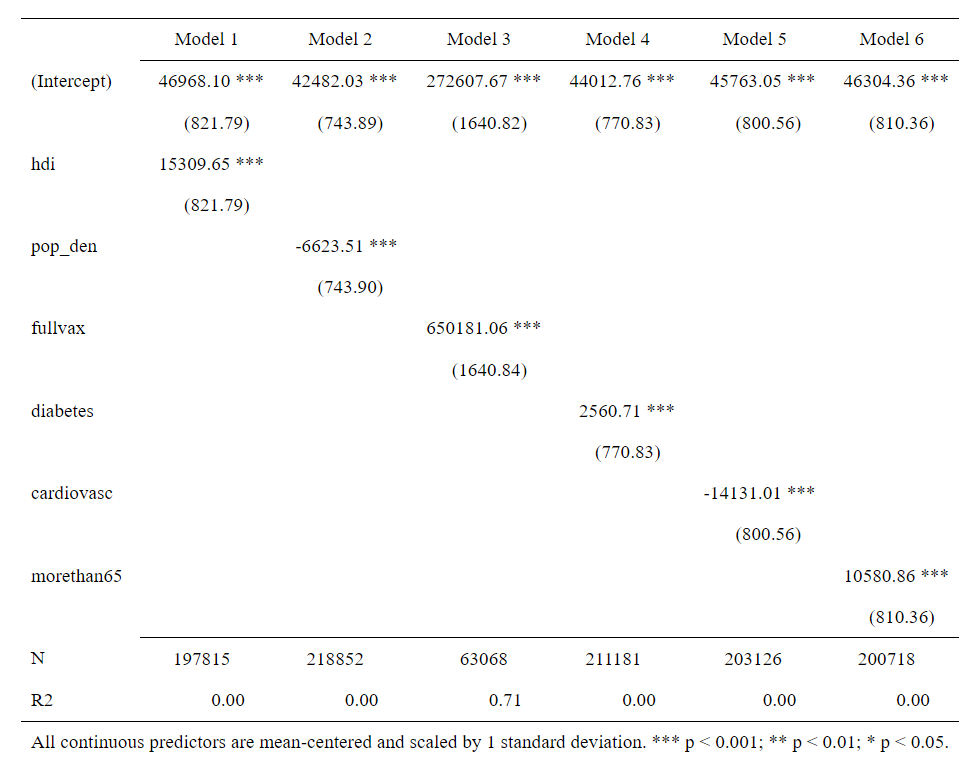 Model 1 Model 2 Model 3 Model 4 Model 5 Model 6
(Intercept) 46968.10 *** 42482.03 *** 272607.67 *** 44012.76 *** 45763.05 *** 46304.36 ***
(821.79) (743.89) (1640.82) (770.83) (800.56) (810.36)
hdi 15309.65 ***
(821.79)
pop_den -6623.51 ***
(743.90)
fullvax 650181.06 ***
(1640.84)
diabetes 2560.71 ***
(770.83)
cardiovasc -14131.01 ***
(800.56)
morethan65 10580.86 ***
(810.36)
N 197815 218852 63068 211181 203126 200718
R2 0.00 0.00 0.71 0.00 0.00 0.00
All continuous predictors are mean-centered and scaled by 1 standard deviation. *** p < 0.001; ** p < 0.01; * p < 0.05.